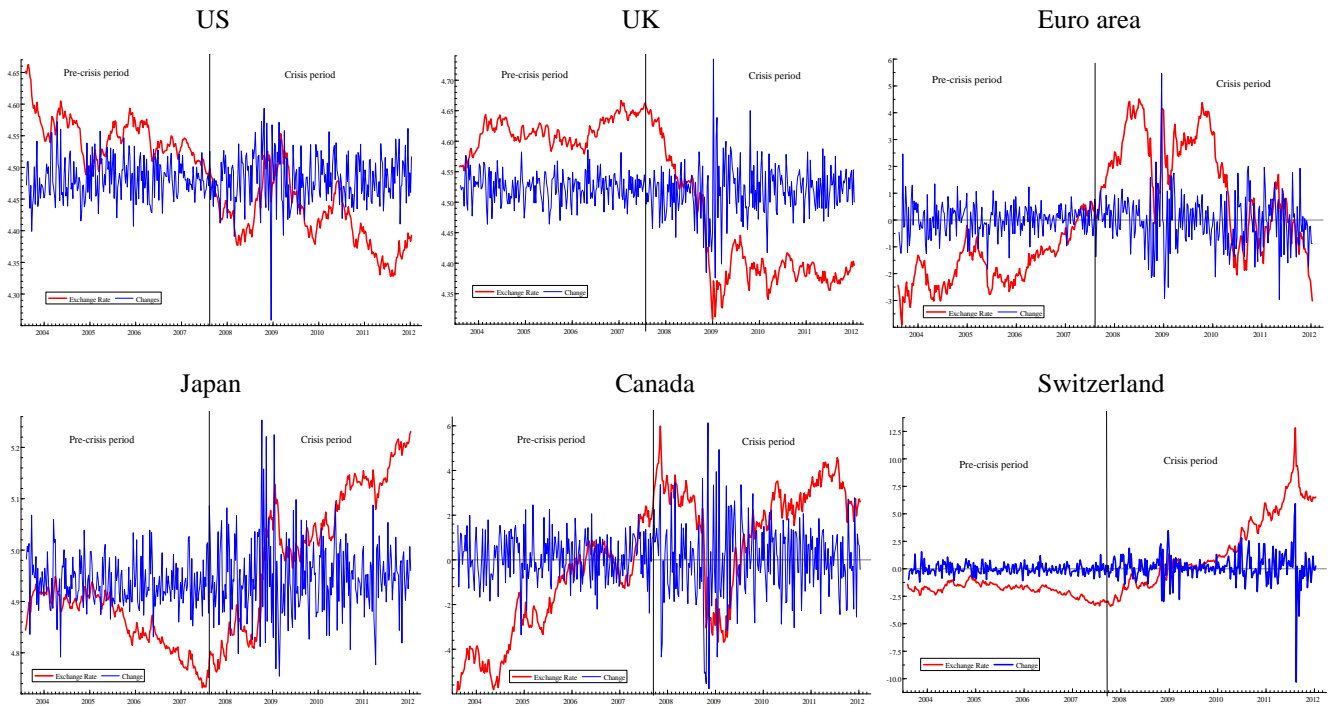 US
Pre-crisis period
Crisis period
4.65
4.60
4.55
4.50
4.45
4.40
4.35
4.30
Exchange Rate Changes
2004 2005 2006 2007 2008 2009 2010 2011 2012
UK
Pre-crisis period
Crisis period
4.70
4.65
4.60
4.55
4.50
4.45
4.40
4.35
Exchange Rate Change
2004 2005 2006 2007 2008 2009 2010 2011 2012
Euro area
Pre-crisis period
Crisis period
6
5
4
3
2
1
0
-1
-2
-3
Exchange Rate Change
2004 2005 2006 2007 2008 2009 2010 2011 2012
Japan
Pre-crisis period
Crisis period
5.2
5.1
5.0
4.9
4.8
Exchange Rate Change
2004 2005 2006 2007 2008 2009 2010 2011 2012
Canada
Pre-crisis period
Crisis period
6
4
2
0
-2
-4
Exchange Rate Change
2004 2005 2006 2007 2008 2009 2010 2011 2012
Switzerland
Pre-crisis period
Crisis period
12.5
10.0
7.5
5.0
2.5
0.0
-2.5
-5.0
-7.5
-10.0
Exchange Rate Change
2004 2005 2006 2007 2008 2009 2010 2011 2012